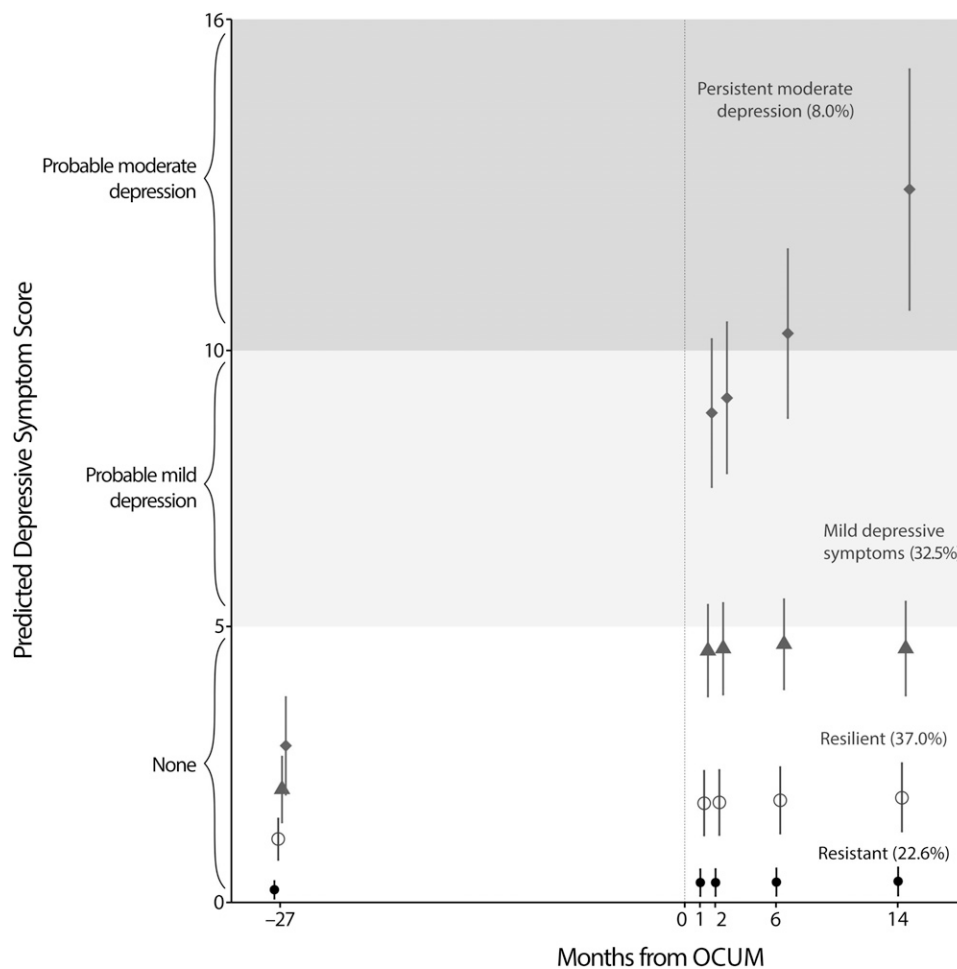 16
Persistent moderate
depression (8.0%)
Probable moderate
depression
10
Predicted Depressive Symptom Score
Probable mild
depression
Mild depressive
symptoms (32.5%
5
Resilient (37.0%)
None
Resistant (22.6%)
0
–27 0 1 2 6 14
Months from OCUM